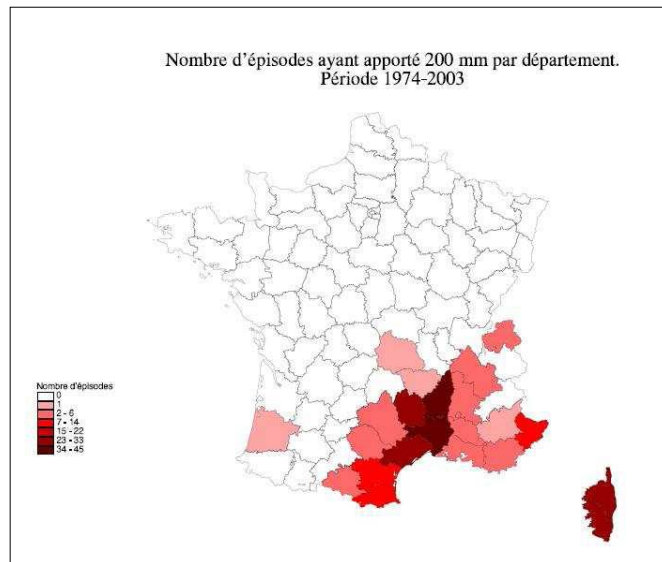 Nombre d'épisodes ayant apporté 200 mm par département.
Période 1974-2003
Nombre d'épisodes
0
1
2 - 6
7 - 14
15 - 22
23 - 33
34 - 45